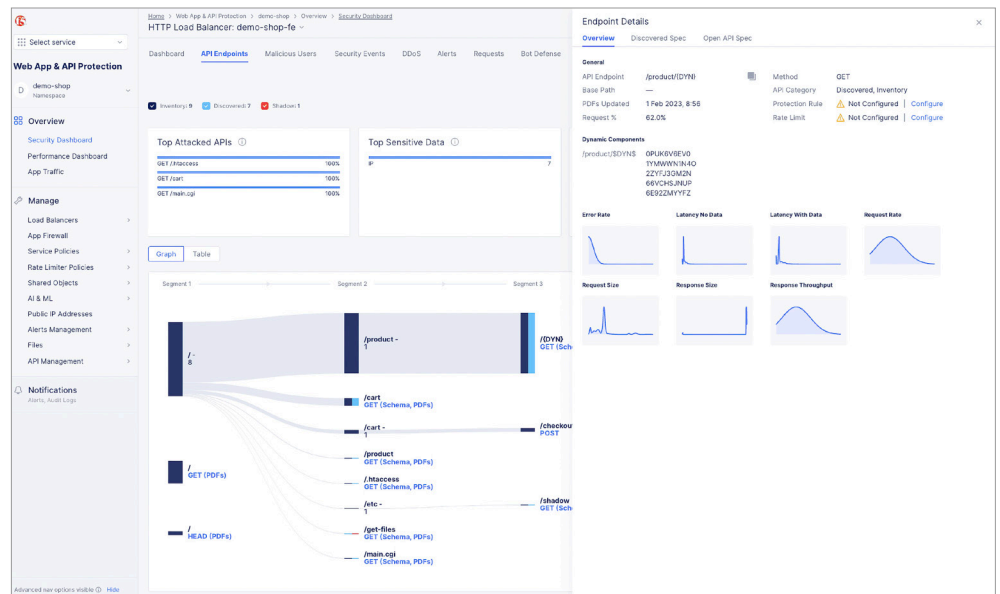 Select service
Web App & API Protection
D
demo-shop
Namespace
Overview
Security Dashboard
Performance Dashboard
App Traffic
Manage
Load Balancers
App Firewall
Service Policies
Rate Limiter Policies
Shared Objects
AI & ML
Public IP Addresses
Alerts Management
Files
API Management
Notifications
Alerts, Audit Logs
Advanced nav options visible Hide
Home > Web App & API Protection > demo-shop > Overview > Security Dashboard
HTTP Load Balancer: demo-shop-fe
Dashboard API Endpoints Malicious Users Security Events DDoS Alerts Requests Bot Defense
Inventory: 9 Discovered: 7 Shadow: 1
Top Attacked APIs
GET /.htaccess 100%
GET /cart 100%
GET /main.cgi 100%
Top Sensitive Data
IP 7
Graph Table
Segment 1 Segment 2 Segment 3
/ -
8
/
GET (PDFs)
/
HEAD (PDFs)
/product -
1
/cart
GET (Schema, PDFs)
/cart -
1
/product
GET (Schema, PDFs)
/.htaccess
GET (Schema, PDFs)
/etc -
1
/get-files
GET (Schema, PDFs)
/main.cgi
GET (Schema, PDFs)
/{DYN}
GET (Sch
/checkou
POST
/shadow
GET (Sch
Endpoint Details
Overview Discovered Spec Open API Spec
General
API Endpoint /product/{DYN} Method GET
Base Path — API Category Discovered, Inventory
PDFs Updated 1 Feb 2023, 8:56 Protection Rule Not Configured | Configure
Request % 62.0% Rate Limit Not Configured | Configure
Dynamic Components
/product/$DYN$ 0PUK6V6EV0
1YMWWN1N4O
2ZYFJ3GM2N
66VCHSJNUP
6E92ZMYYFZ
Error Rate Latency No Data Latency With Data Request Rate
Request Size Response Size Response Throughput